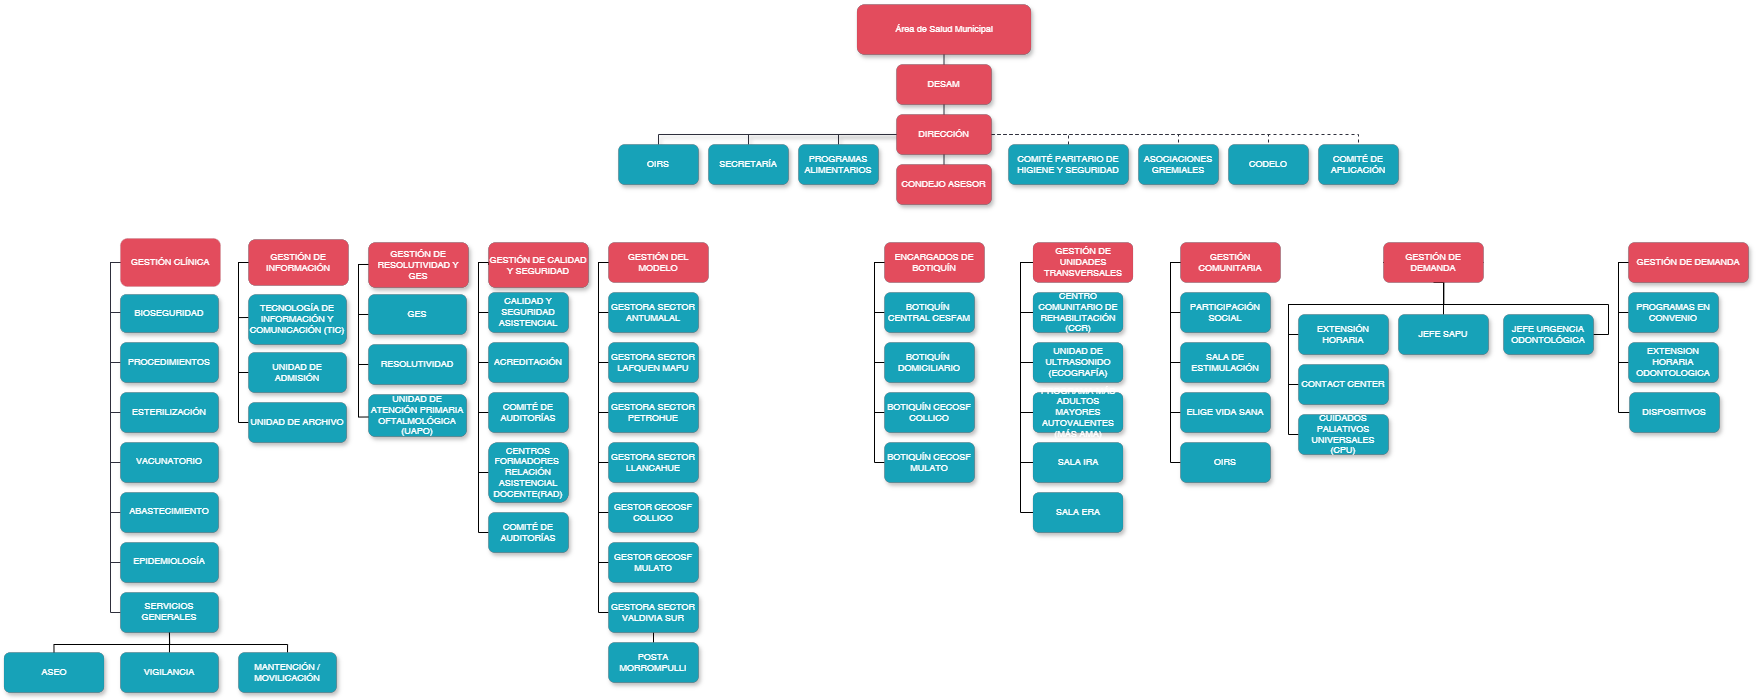 Área de Salud Municipal
DESAM
DIRECCIÓN
OIRS
SECRETARÍA
PROGRAMAS
ALIMENTARIOS
CONDEJO ASESOR
COMITÉ PARITARIO DE
HIGIENE Y SEGURIDAD
ASOCIACIONES
GREMIALES
CODELO
COMITÉ DE
APLICACIÓN
GESTIÓN CLÍNICA
BIOSEGURIDAD
PROCEDIMIENTOS
ESTERILIZACIÓN
VACUNATORIO
ABASTECIMIENTO
EPIDEMIOLOGÍA
SERVICIOS
GENERALES
ASEO
VIGILANCIA
MANTENCIÓN /
MOVILICACIÓN
GESTIÓN DE
INFORMACIÓN
TECNOLOGÍA DE
INFORMACIÓN Y
COMUNICACIÓN (TIC)
UNIDAD DE
ADMISIÓN
UNIDAD DE ARCHIVO
GESTIÓN DE
RESOLUTIVIDAD Y
GES
GES
RESOLUTIVIDAD
UNIDAD DE
ATENCIÓN PRIMARIA
OFTALMOLÓGICA
(UAPO)
GESTIÓN DE CALIDAD
Y SEGURIDAD
CALIDAD Y
SEGURIDAD
ASISTENCIAL
ACREDITACIÓN
COMITÉ DE
AUDITORÍAS
CENTROS
FORMADORES
RELACIÓN
ASISTENCIAL
DOCENTE(RAD)
COMITÉ DE
AUDITORÍAS
GESTIÓN DEL
MODELO
GESTORA SECTOR
ANTUMALAL
GESTORA SECTOR
LAFQUEN MAPU
GESTORA SECTOR
PETROHUE
GESTORA SECTOR
LLANCAHUE
GESTOR CECOSF
COLLICO
GESTOR CECOSF
MULATO
GESTORA SECTOR
VALDIVIA SUR
POSTA
MORROMPULLI
ENCARGADOS DE
BOTIQUÍN
BOTIQUÍN
CENTRAL CESFAM
BOTIQUÍN
DOMICILIARIO
BOTIQUÍN CECOSF
COLLICO
BOTIQUÍN CECOSF
MULATO
GESTIÓN DE
UNIDADES
TRANSVERSALES
CENTRO
COMUNITARIO DE
REHABILITACIÓN
(CCR)
UNIDAD DE
ULTRASONIDO
(ECOGRAFÍA)
PROGRAMA MAS
ADULTOS
MAYORES
AUTOVALENTES
(MÁS AMA)
SALA IRA
SALA ERA
GESTIÓN
COMUNITARIA
PARTICIPACIÓN
SOCIAL
SALA DE
ESTIMULACIÓN
ELIGE VIDA SANA
OIRS
GESTIÓN DE
DEMANDA
EXTENSIÓN
HORARIA
CONTACT CENTER
CUIDADOS
PALIATIVOS
UNIVERSALES
(CPU)
JEFE SAPU
JEFE URGENCIA
ODONTOLÓGICA
GESTIÓN DE DEMANDA
PROGRAMAS EN
CONVENIO
EXTENSION
HORARIA
ODONTOLOGICA
DISPOSITIVOS